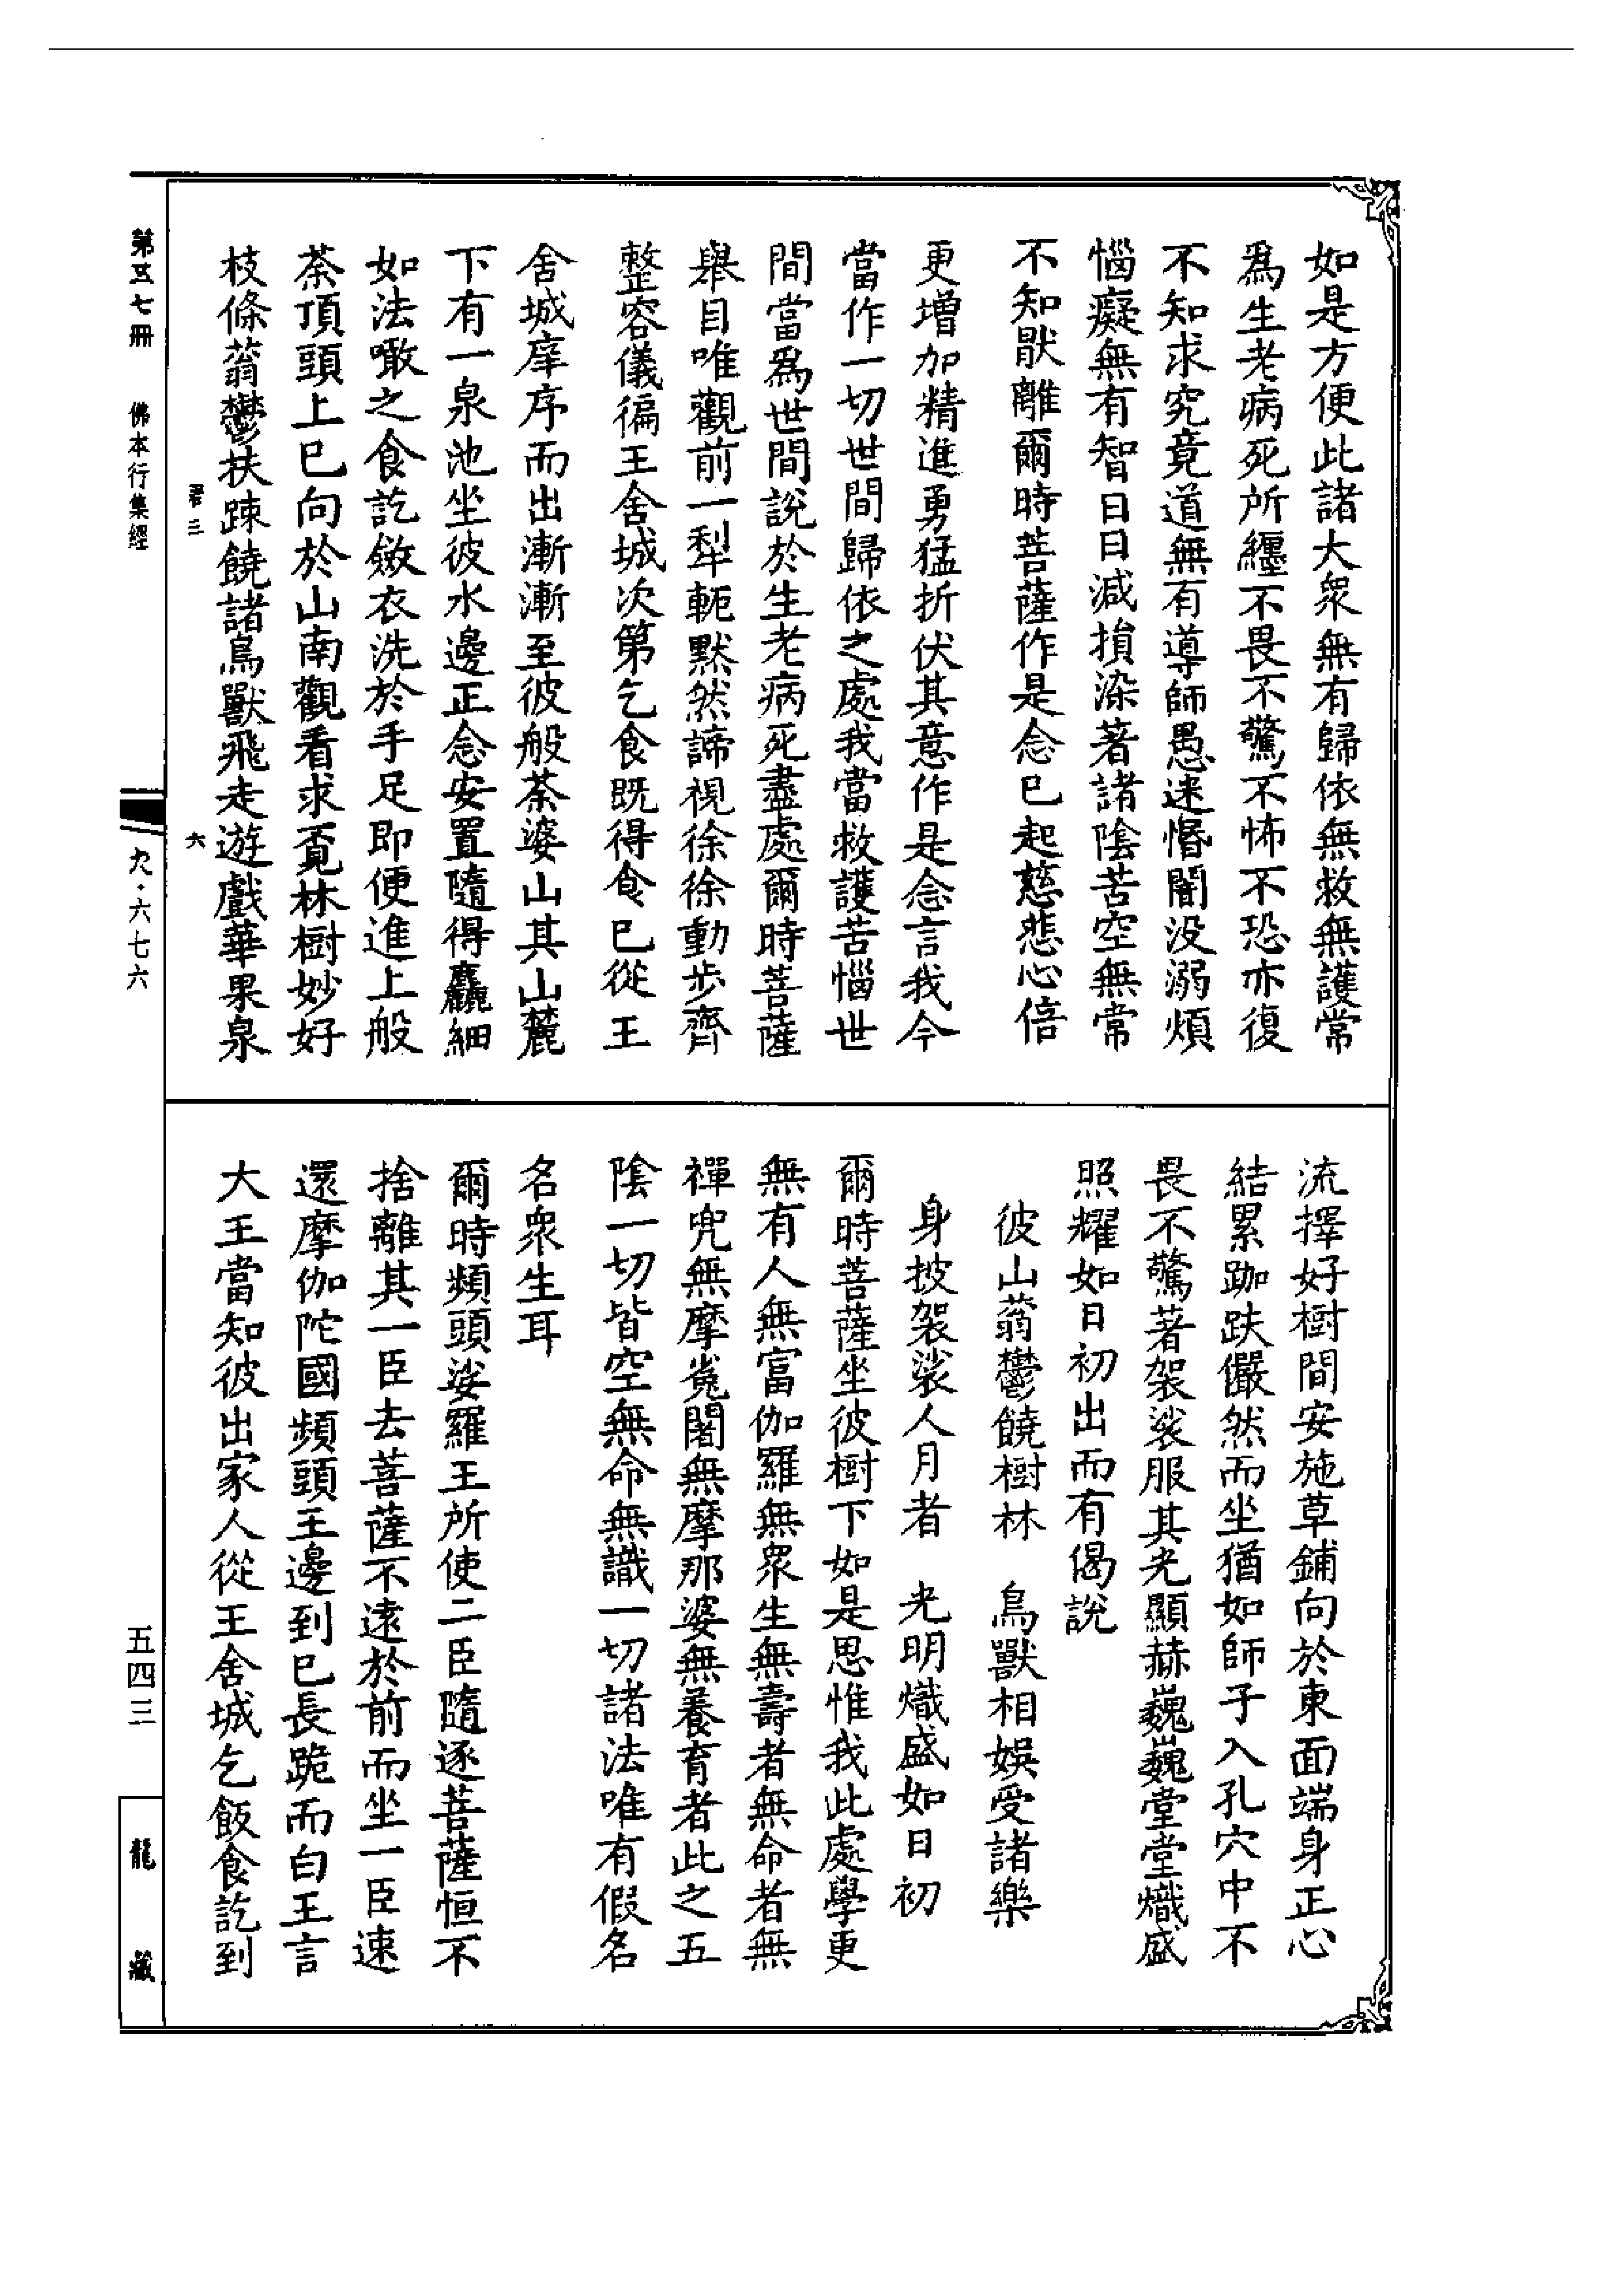 如是方便此諸大衆無有歸依無救無護常
爲生老病死所纏不畏不驚不怖不恐亦復
不知求究竟道無有導師愚迷惛闇没溺煩
惱癡無有智日日減損染著諸陰苦空無常
不知猒離爾時菩薩作是念已起慈悲心倍
更增加精進勇猛折伏其意作是念言我今
當作一切世間歸依之處我當救護苦惱世
間當爲世間說於生老病死盡處爾時菩薩
舉目唯觀前一犁軛默然諦視徐徐動步齊
整容儀徧王舍城次第乞食既得食已從王
舍城庠序而出漸漸至彼般茶婆山其山麓
下有一泉池坐彼水邊正念安置隨得麤細
如法噉之食訖斂衣洗於手足即便進上般
茶頂頭上已向於山南觀看求覓林樹妙好
枝條蓊鬱扶踈饒諸鳥獸飛走遊戲華果泉
流擇好樹間安施草鋪向於東面端身正心
結累跏趺儼然而坐猶如師子入孔穴中不
畏不驚著袈裟服其光顯赫巍巍堂堂熾盛
照耀如日初出而有偈說
彼山蓊鬱饒樹林　鳥獸相娛受諸樂
身披袈裟人月者　光明熾盛如日初
爾時菩薩坐彼樹下如是思惟我此處學更
無有人無富伽羅無衆生無壽者無命者無
禪兜無摩㝹闍無摩那婆無養育者此之五
陰一切皆空無命無識一切諸法唯有假名
名衆生耳
爾時頻頭娑羅王所使二臣隨逐菩薩恒不
捨離其一臣去菩薩不遠於前而坐一臣速
還摩伽陀國頻頭王邊到已長跪而白王言
大王當知彼出家人從王舍城乞飯食訖到
君三
六
第五七冊
佛本行集經
九·六七六
五四三
龍藏